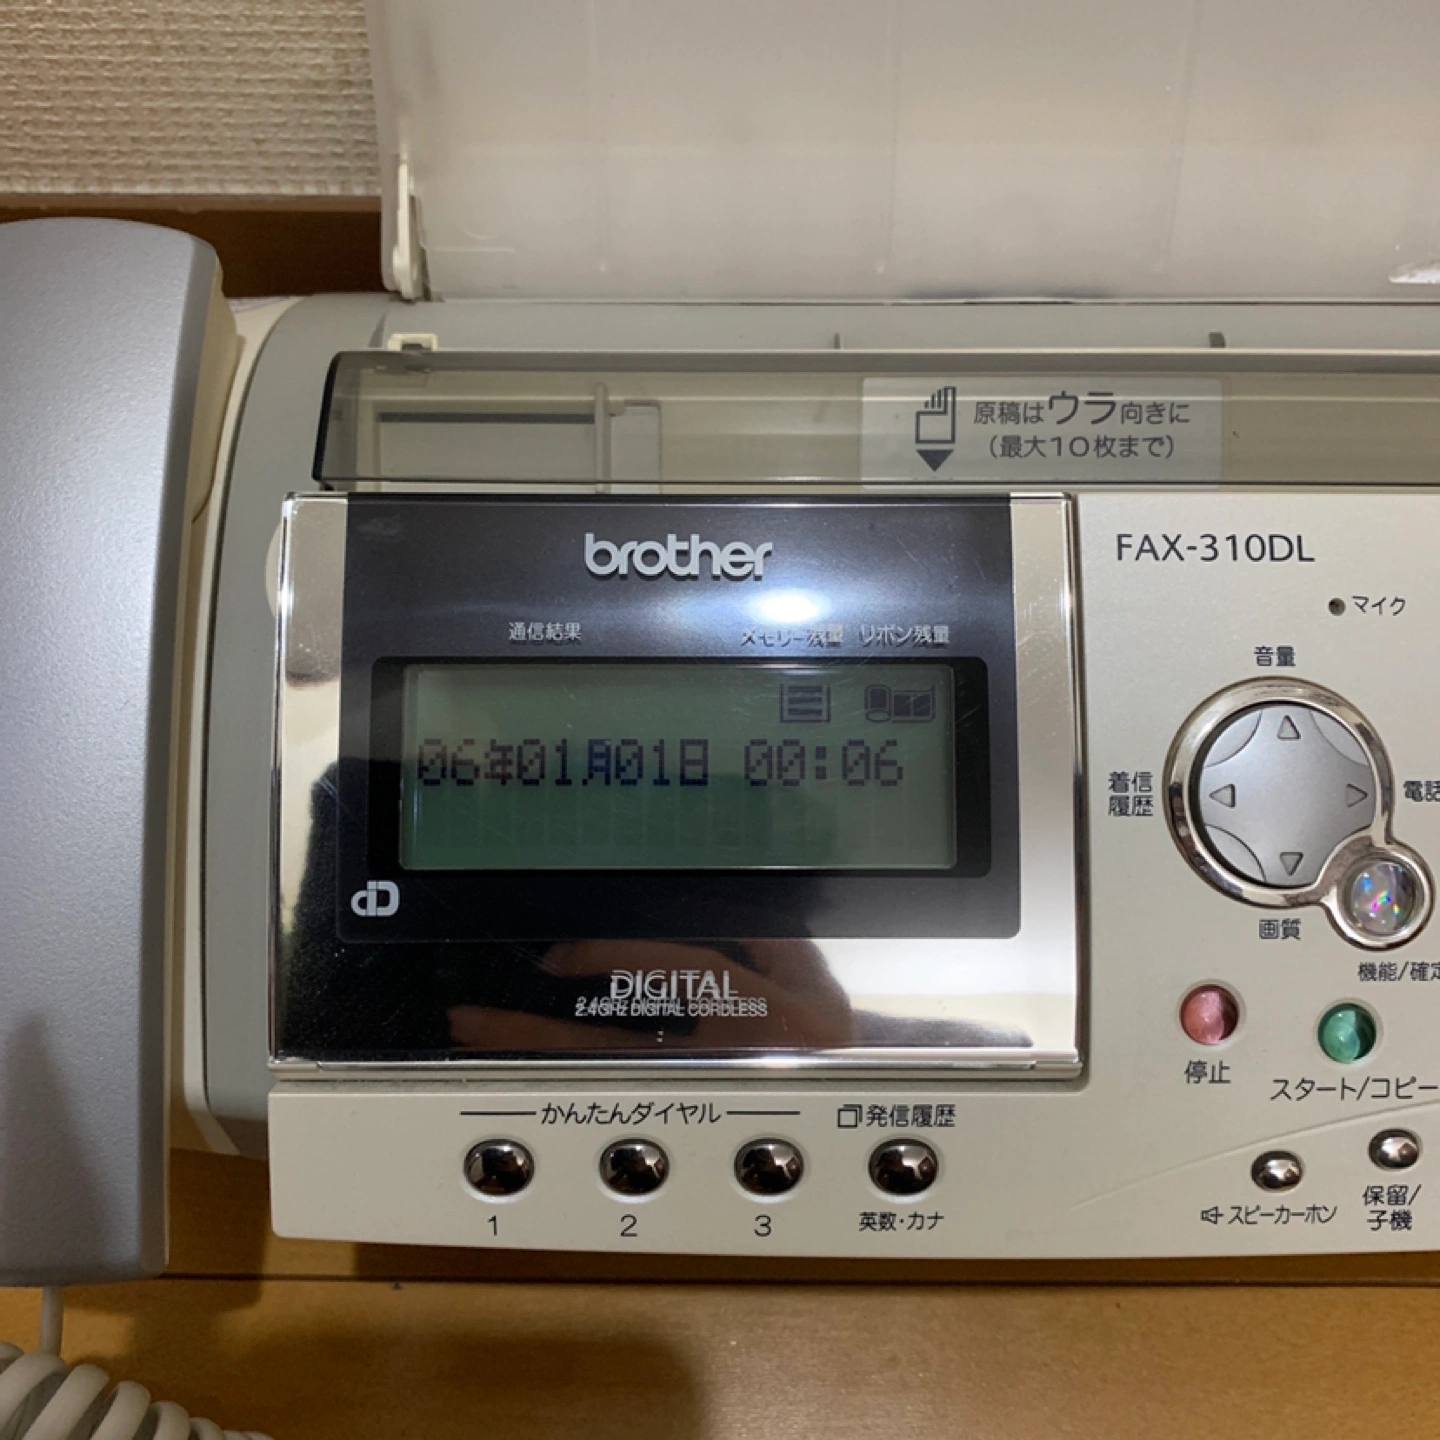 原稿はウラ向きに
(最大10枚まで)
brother
FAX-310DL
マイク
通信結果 メモリー残量 リボン残量
音量
06年01月01日 00:06
着信履歴
電話
画質
機能/確定
DIGITAL
2.4GHz DIGITAL CORDLESS
停止
スタート/コピー
かんたんダイヤル
発信履歴
1 2 3
英数・カナ
スピーカーホン
保留/
子機